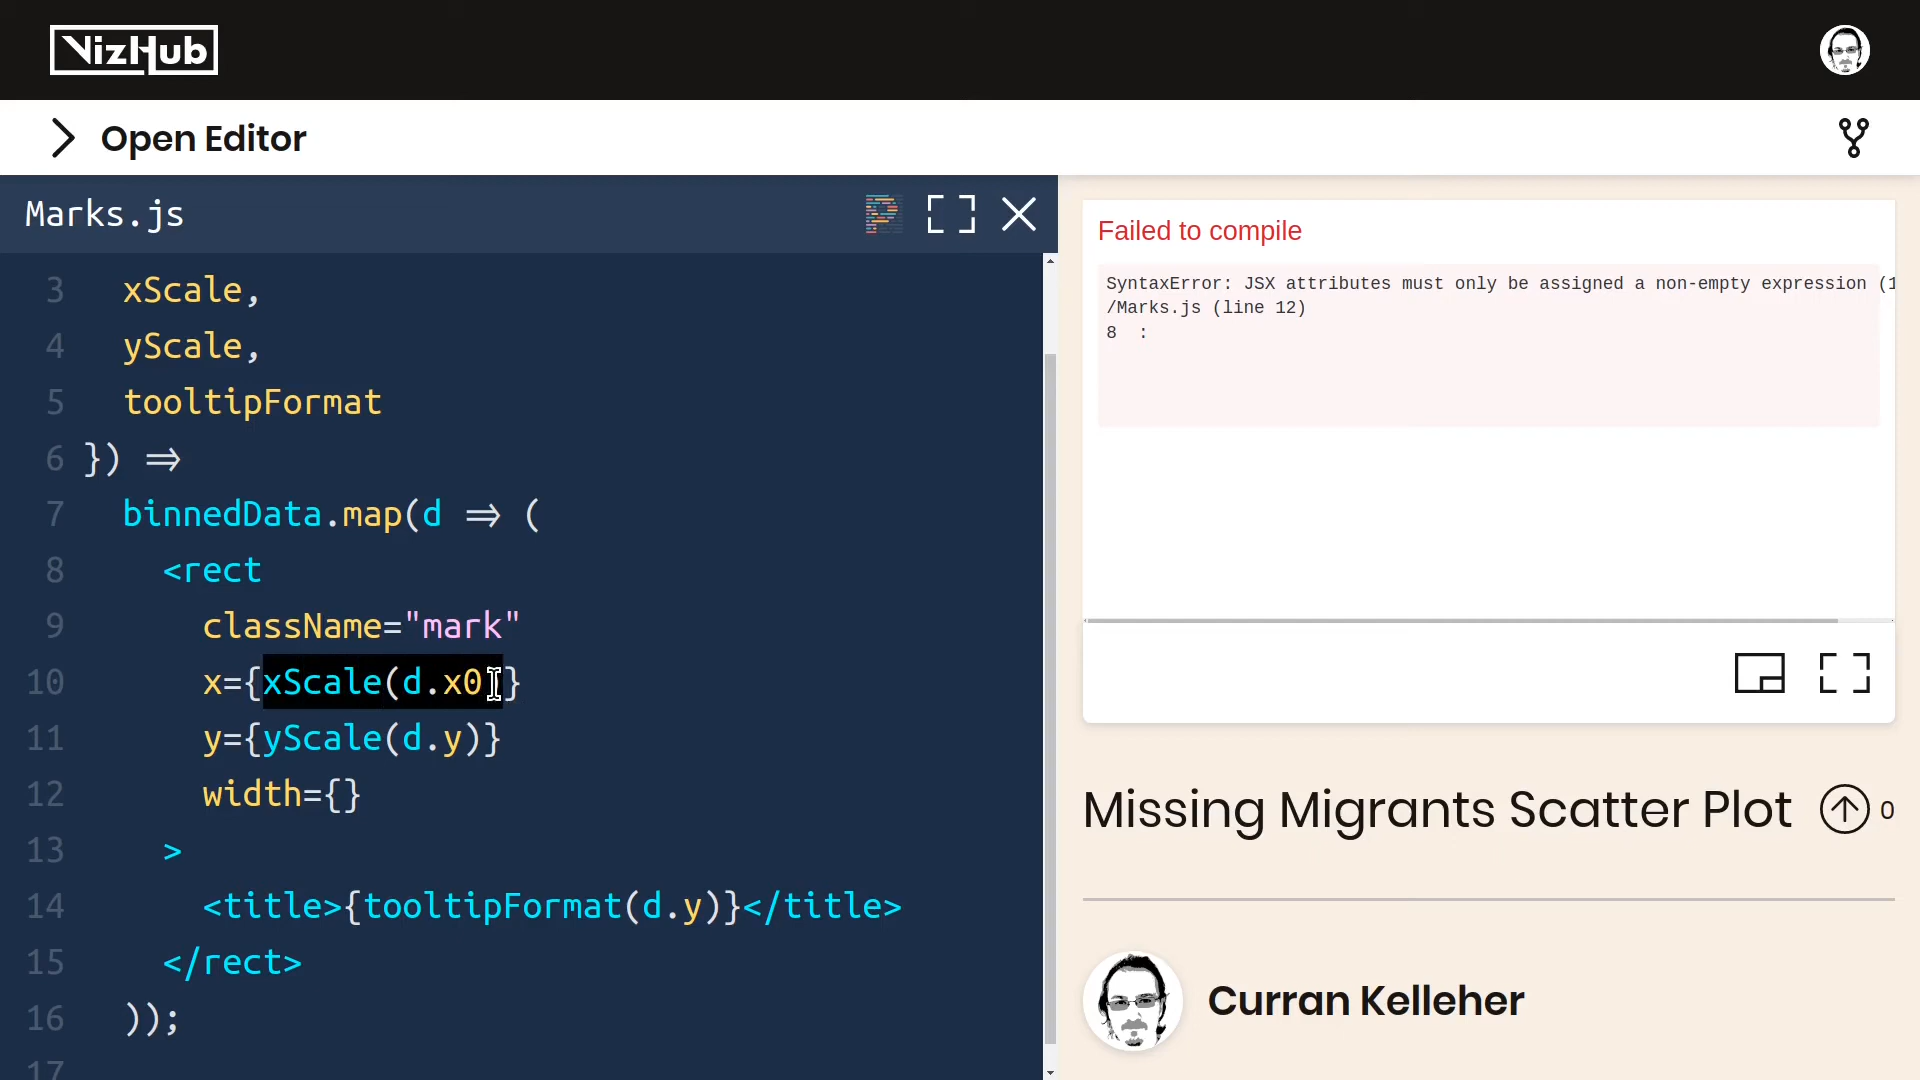 VizHub
Open Editor
Marks.js
3 xScale,
4 yScale,
5 tooltipFormat
6 }) =>
7 binnedData.map(d => (
8 <rect
9 className="mark"
10 x={xScale(d.x0)}
11 y={yScale(d.y)}
12 width={}
13 >
14 <title>{tooltipFormat(d.y)}</title>
15 </rect>
16 ));
17
Failed to compile
SyntaxError: JSX attributes must only be assigned a non-empty expression (1
/Marks.js (line 12)
8 :
Missing Migrants Scatter Plot
0
Curran Kelleher